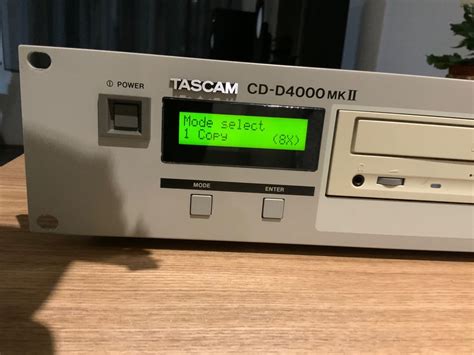 POWER
TASCAM CD-D4000 MKII
Mode select
1 Copy (8X)
MODE
ENTER